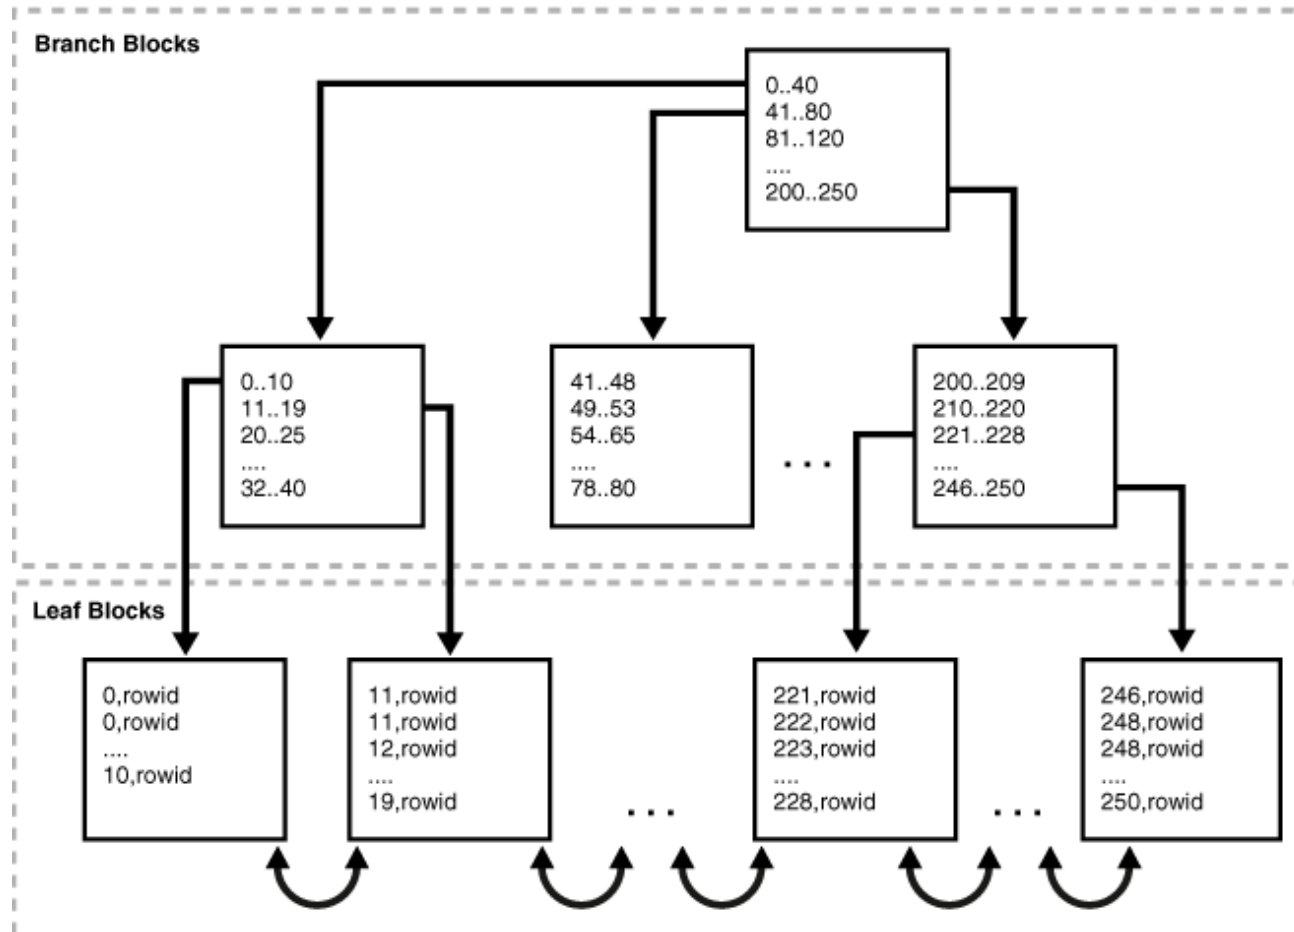 Branch Blocks
0..40
41..80
81..120
....
200..250
0..10
11..19
20..25
....
32..40
41..48
49..53
54..65
....
78..80
...
200..209
210..220
221..228
....
246..250
Leaf Blocks
0,rowid
0,rowid
....
10,rowid
11,rowid
11,rowid
12,rowid
....
19,rowid
...
221,rowid
222,rowid
223,rowid
....
228,rowid
...
246,rowid
248,rowid
248,rowid
....
250,rowid